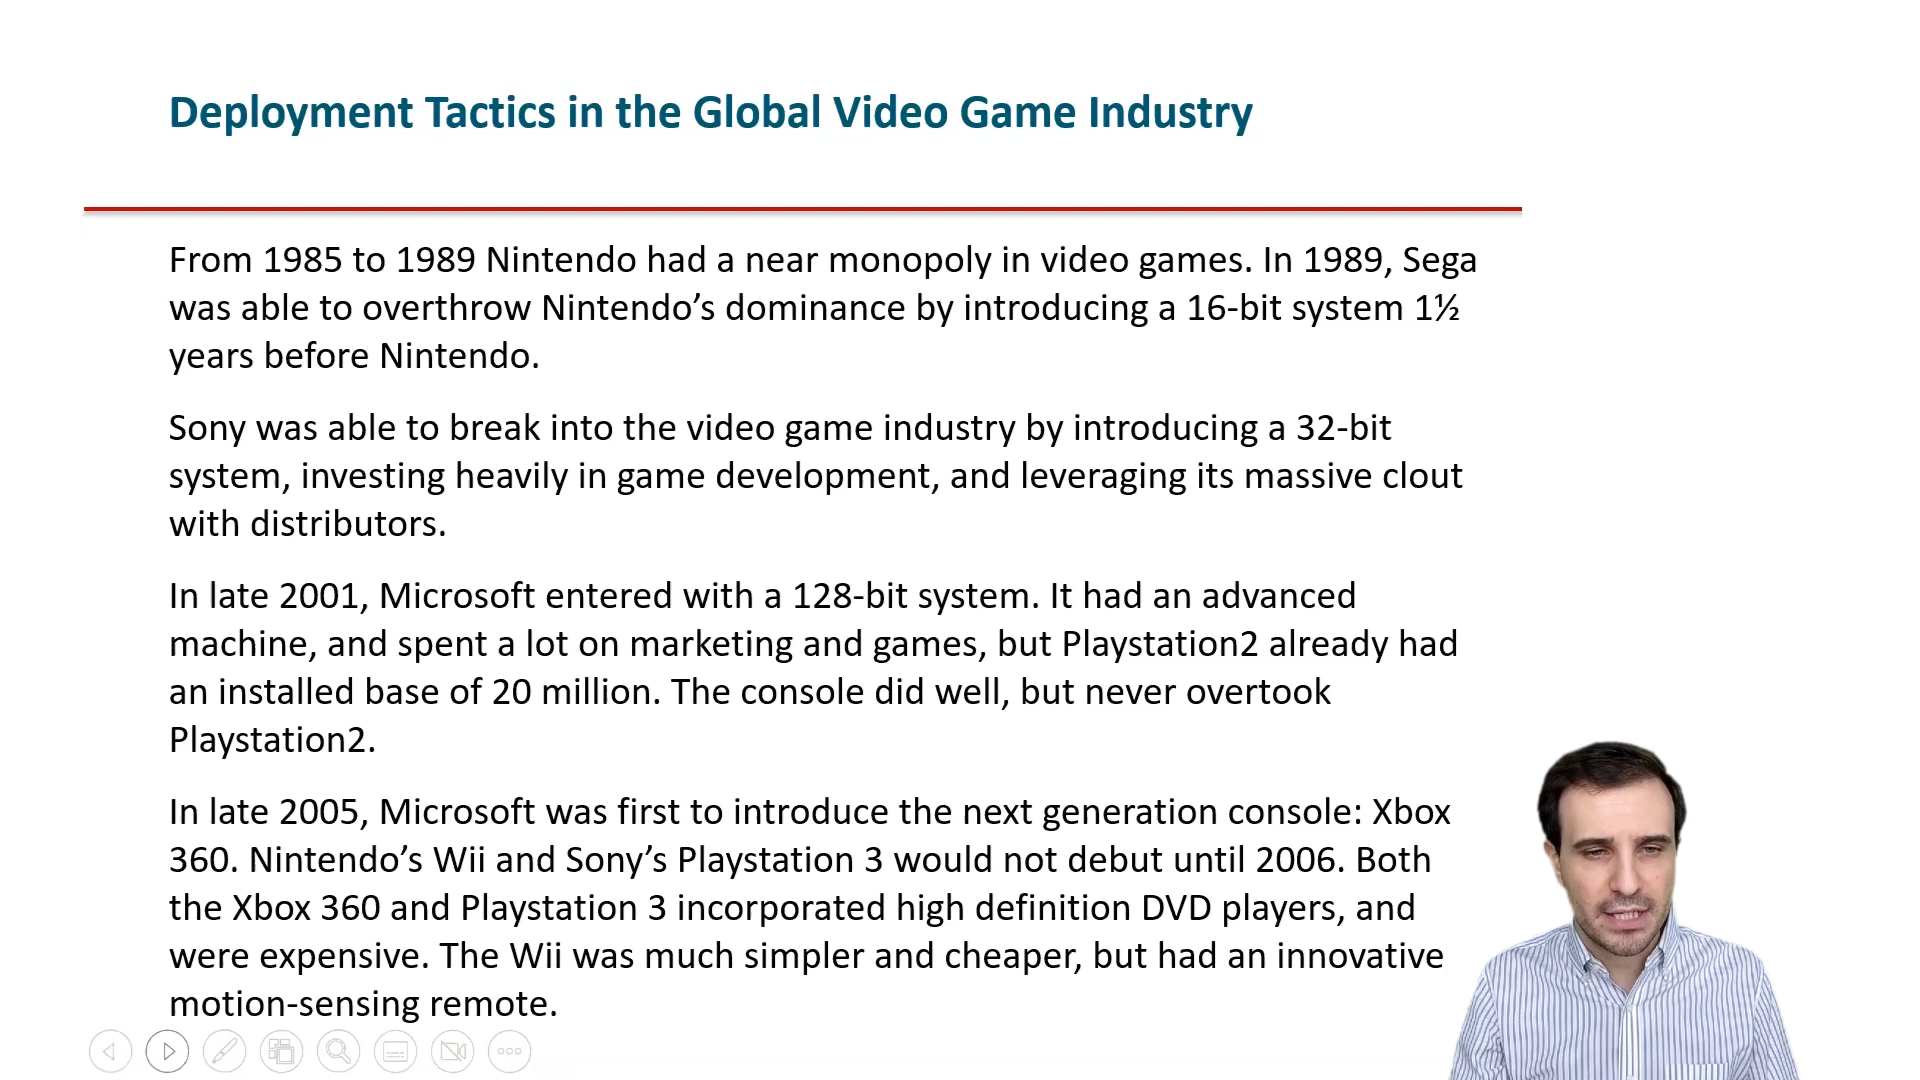 Deployment Tactics in the Global Video Game Industry
From 1985 to 1989 Nintendo had a near monopoly in video games. In 1989, Sega
was able to overthrow Nintendo’s dominance by introducing a 16-bit system 1½
years before Nintendo.
Sony was able to break into the video game industry by introducing a 32-bit
system, investing heavily in game development, and leveraging its massive clout
with distributors.
In late 2001, Microsoft entered with a 128-bit system. It had an advanced
machine, and spent a lot on marketing and games, but Playstation2 already had
an installed base of 20 million. The console did well, but never overtook
Playstation2.
In late 2005, Microsoft was first to introduce the next generation console: Xbox
360. Nintendo’s Wii and Sony’s Playstation 3 would not debut until 2006. Both
the Xbox 360 and Playstation 3 incorporated high definition DVD players, and
were expensive. The Wii was much simpler and cheaper, but had an innovative
motion-sensing remote.